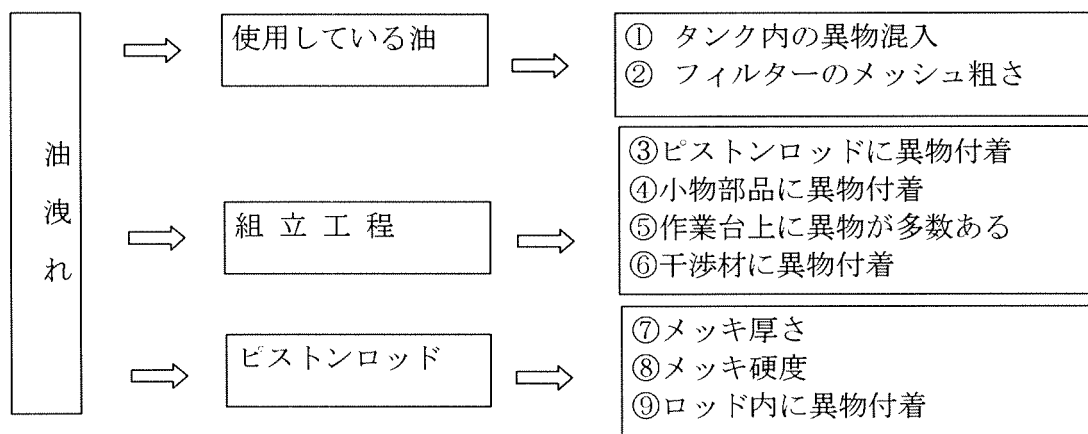 油洩れ
使用している油
① タンク内の異物混入
② フィルターのメッシュ粗さ
組 立 工 程
③ピストンロッドに異物付着
④小物部品に異物付着
⑤作業台上に異物が多数ある
⑥干渉材に異物付着
ピストンロッド
⑦メッキ厚さ
⑧メッキ硬度
⑨ロッド内に異物付着